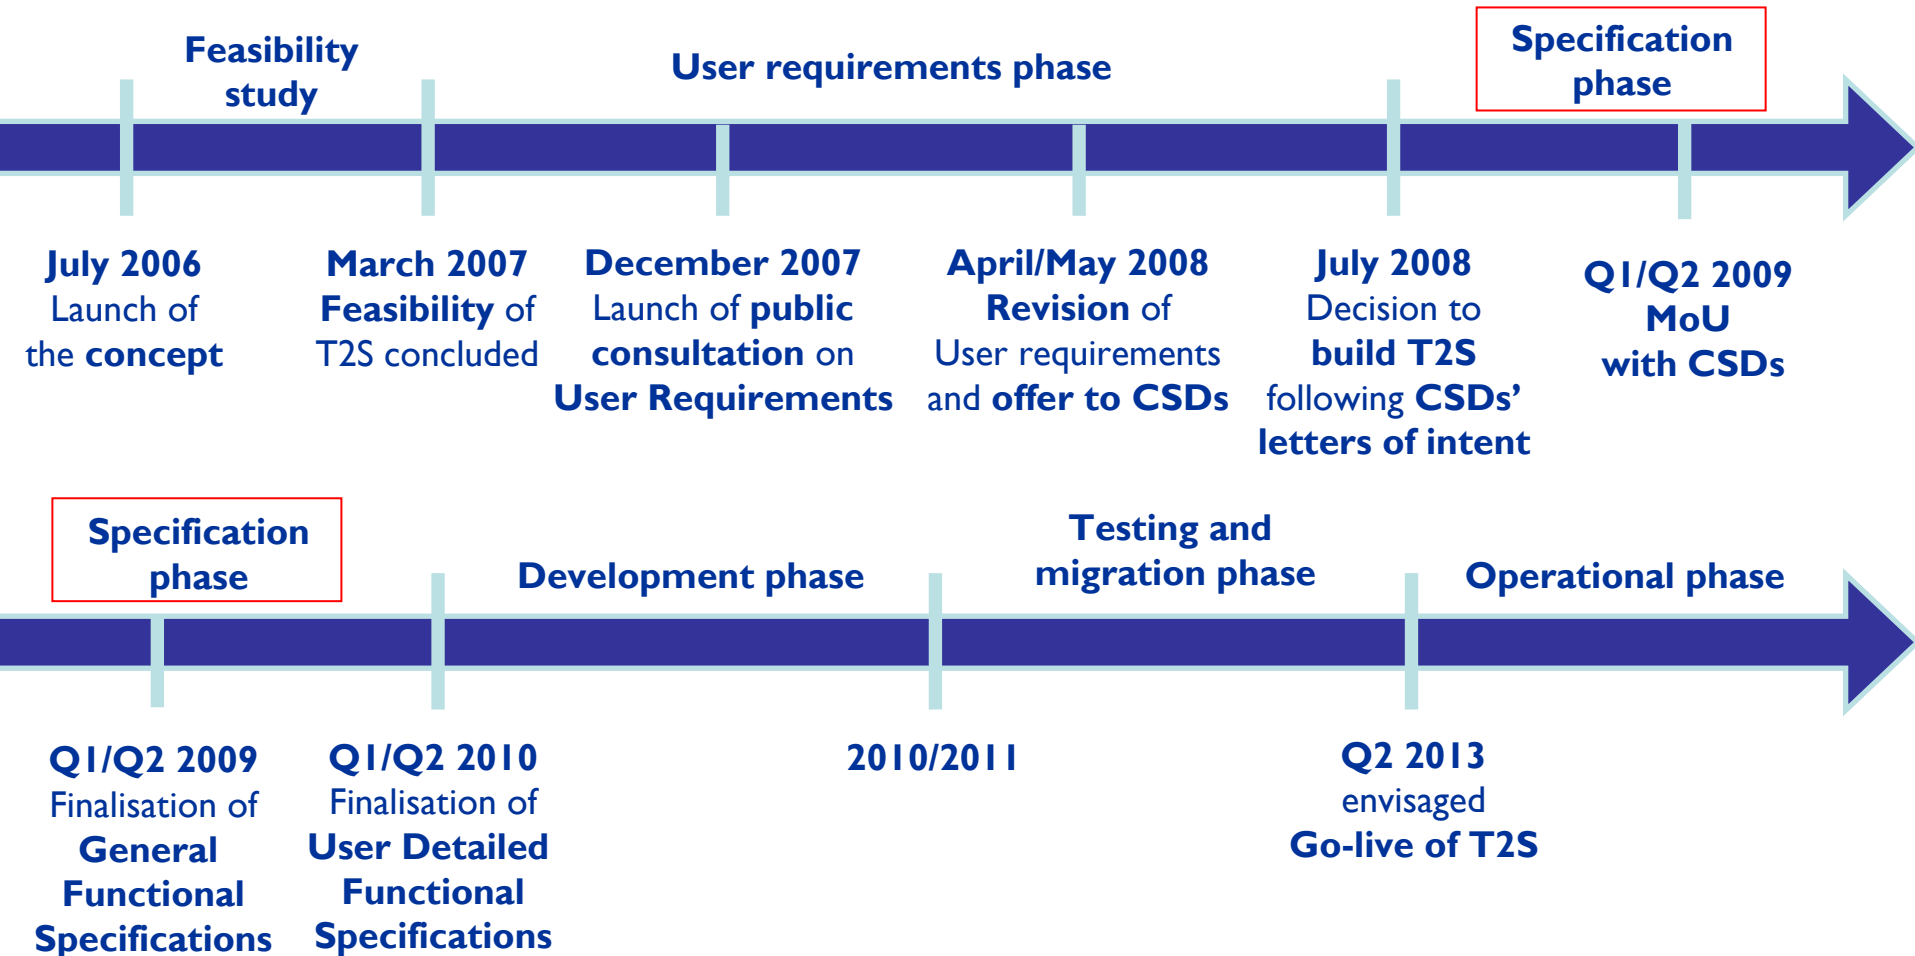 Feasibility
study
User requirements phase
Specification
phase
July 2006
Launch of
the concept
March 2007
Feasibility of
T2S concluded
December 2007
Launch of public
consultation on
User Requirements
April/May 2008
Revision of
User requirements
and offer to CSDs
July 2008
Decision to
build T2S
following CSDs’
letters of intent
Q1/Q2 2009
MoU
with CSDs
Specification
phase
Development phase
Testing and
migration phase
Operational phase
Q1/Q2 2009
Finalisation of
General
Functional
Specifications
Q1/Q2 2010
Finalisation of
User Detailed
Functional
Specifications
2010/2011
Q2 2013
envisaged
Go-live of T2S